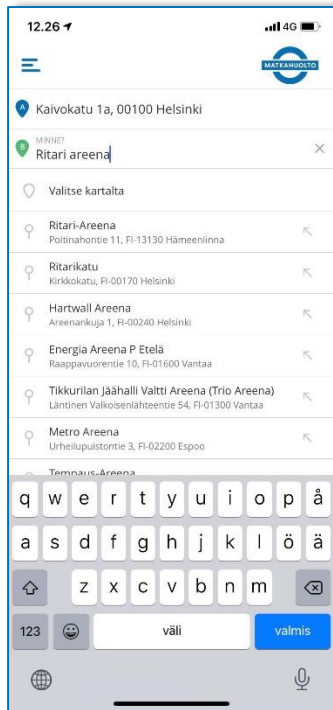 12.26
4G
MATKAHUOLTO
A Kaivokatu 1a, 00100 Helsinki
MINNE?
B Ritari areena
Valitse kartalta
Ritari-Areena
Poltinahontie 11, FI-13130 Hämeenlinna
Ritarikatu
Kirkkokatu, FI-00170 Helsinki
Hartwall Areena
Areenankuja 1, FI-00240 Helsinki
Energia Areena P Etelä
Raappavuorentie 10, FI-01600 Vantaa
Tikkurilan Jäähalli Valtti Areena (Trio Areena)
Läntinen Valkoisenlähteentie 54, FI-01300 Vantaa
Metro Areena
Urheilupuistontie 3, FI-02200 Espoo
Tempaus-Areena
q w e r t y u i o p å
a s d f g h j k l ö ä
z x c v b n m
123 väli valmis